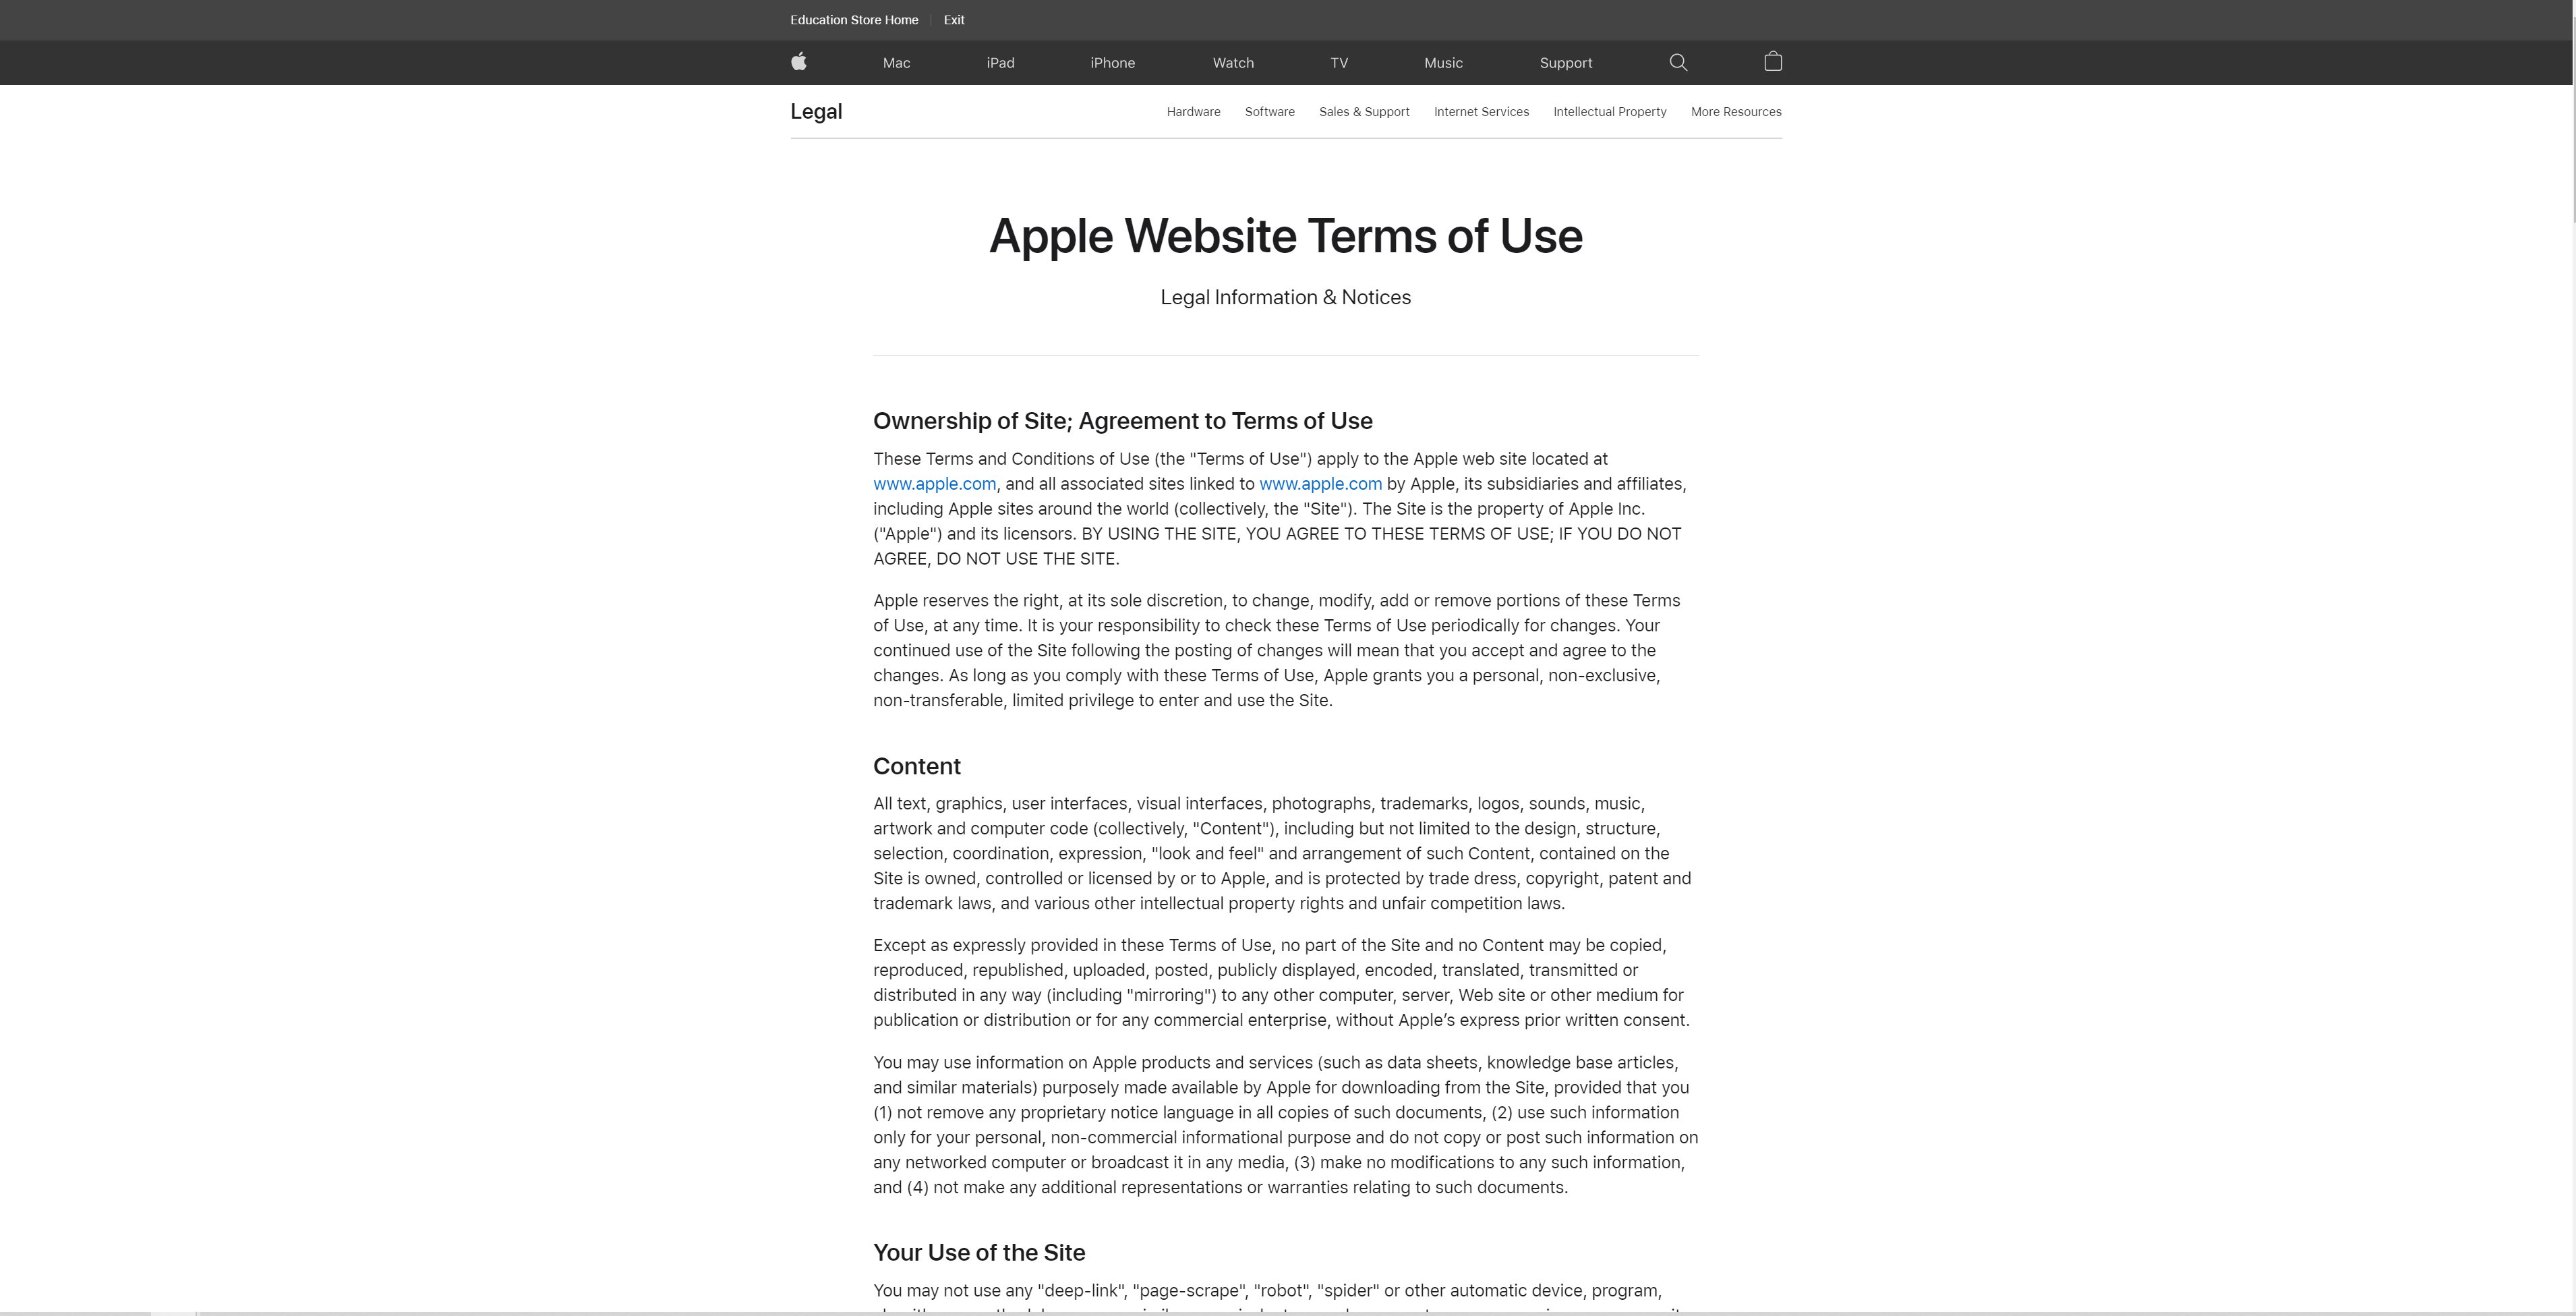 Education Store Home Exit
Mac iPad iPhone Watch TV Music Support
Legal Hardware Software Sales & Support Internet Services Intellectual Property More Resources
Apple Website Terms of Use
Legal Information & Notices
Ownership of Site; Agreement to Terms of Use
These Terms and Conditions of Use (the "Terms of Use") apply to the Apple web site located at
www.apple.com, and all associated sites linked to www.apple.com by Apple, its subsidiaries and affiliates,
including Apple sites around the world (collectively, the "Site"). The Site is the property of Apple Inc.
("Apple") and its licensors. BY USING THE SITE, YOU AGREE TO THESE TERMS OF USE; IF YOU DO NOT
AGREE, DO NOT USE THE SITE.
Apple reserves the right, at its sole discretion, to change, modify, add or remove portions of these Terms
of Use, at any time. It is your responsibility to check these Terms of Use periodically for changes. Your
continued use of the Site following the posting of changes will mean that you accept and agree to the
changes. As long as you comply with these Terms of Use, Apple grants you a personal, non-exclusive,
non-transferable, limited privilege to enter and use the Site.
Content
All text, graphics, user interfaces, visual interfaces, photographs, trademarks, logos, sounds, music,
artwork and computer code (collectively, "Content"), including but not limited to the design, structure,
selection, coordination, expression, "look and feel" and arrangement of such Content, contained on the
Site is owned, controlled or licensed by or to Apple, and is protected by trade dress, copyright, patent and
trademark laws, and various other intellectual property rights and unfair competition laws.
Except as expressly provided in these Terms of Use, no part of the Site and no Content may be copied,
reproduced, republished, uploaded, posted, publicly displayed, encoded, translated, transmitted or
distributed in any way (including "mirroring") to any other computer, server, Web site or other medium for
publication or distribution or for any commercial enterprise, without Apple’s express prior written consent.
You may use information on Apple products and services (such as data sheets, knowledge base articles,
and similar materials) purposely made available by Apple for downloading from the Site, provided that you
(1) not remove any proprietary notice language in all copies of such documents, (2) use such information
only for your personal, non-commercial informational purpose and do not copy or post such information on
any networked computer or broadcast it in any media, (3) make no modifications to any such information,
and (4) not make any additional representations or warranties relating to such documents.
Your Use of the Site
You may not use any "deep-link", "page-scrape", "robot", "spider" or other automatic device, program,